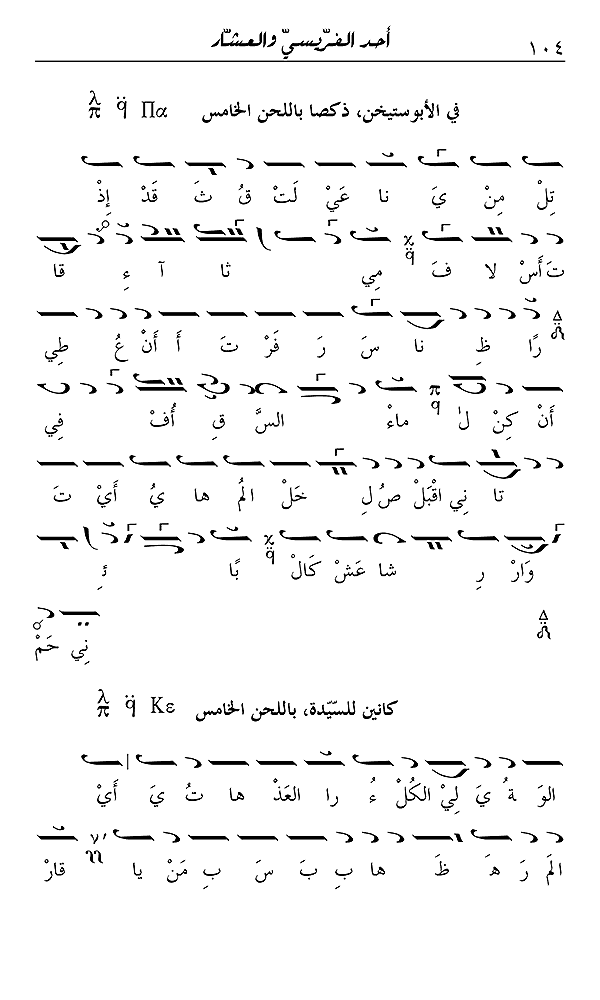 ١٠٤ أحد الفرّيسيّ والعشّار
في الأبوستيخن، ذكصا باللحن الخامس Πα
إِذْ قَدْ ثَ قُ لَتْ عَيْ نا يَ مِنْ تِلْ
قا ءِ آ ثا مِي فَ لا أَسْ تَ
طِي عُ أَنْ أَ تَ فَرْ رَ سَ نا ظِ رًا
فِي أُفْ قِ السَّ ماءْ لٰ كِنْ أَنْ
تَ أَيْ يُ ها الْمُ خَلْ لِ صُ اقْبَلْ نِي تا
ئِ بًا كَالْ عَشْ شا رِ وَارْ
حَمْ نِي
كانين للسّيّدة، باللحن الخامس Κε
أَيْ يَ تُ ها العَذْ را ءُ الكُلْ لِيْ يَ ةُ الوَ
قارْ يا مَنْ بِ سَ بَ بِ ها ظَ هَ رَ الَمْ